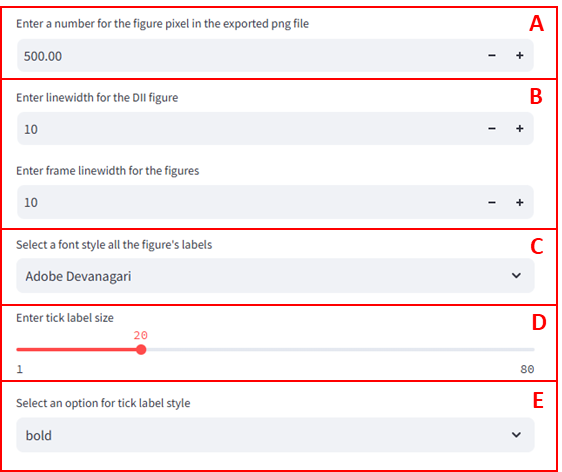 Enter a number for the figure pixel in the exported png file A
500.00 − +
Enter linewidth for the DII figure B
10 − +
Enter frame linewidth for the figures
10 − +
Select a font style all the figure's labels C
Adobe Devanagari
Enter tick label size D
20
1 80
Select an option for tick label style E
bold